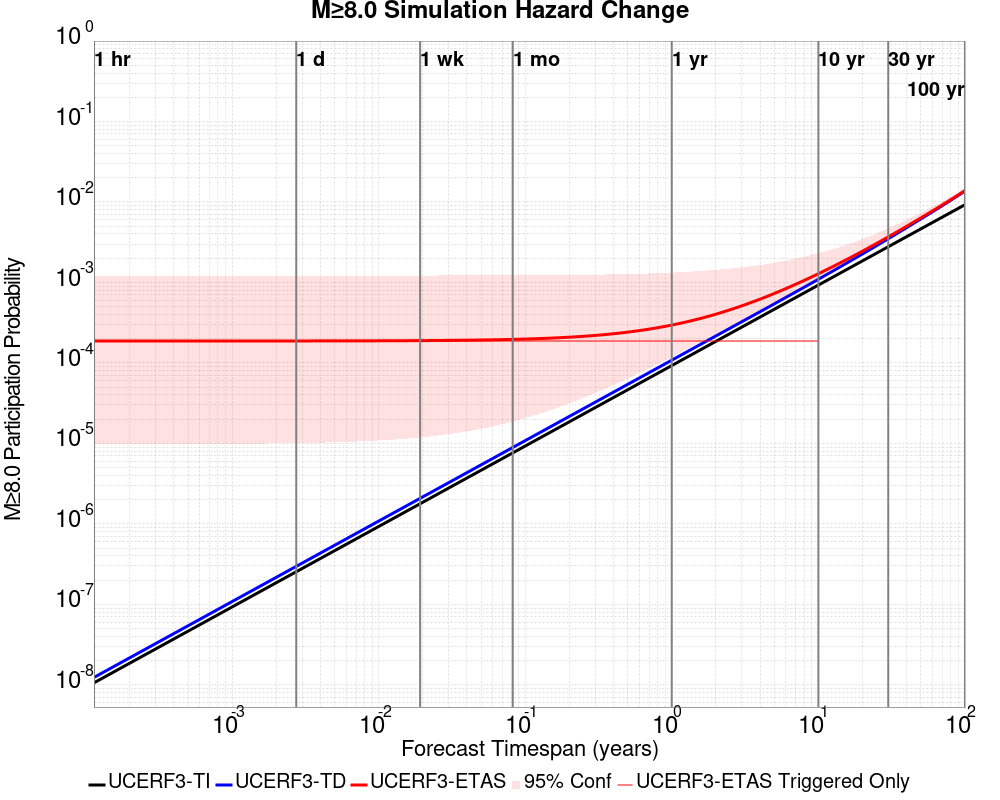 M≥8.0 Simulation Hazard Change
10^0
10^-1
10^-2
10^-3
10^-4
10^-5
10^-6
10^-7
10^-8
M≥8.0 Participation Probability
1 hr 1 d 1 wk 1 mo 1 yr 10 yr 30 yr
100 yr
10^-3 10^-2 10^-1 10^0 10^1 10^2
Forecast Timespan (years)
UCERF3-TI UCERF3-TD UCERF3-ETAS 95% Conf UCERF3-ETAS Triggered Only